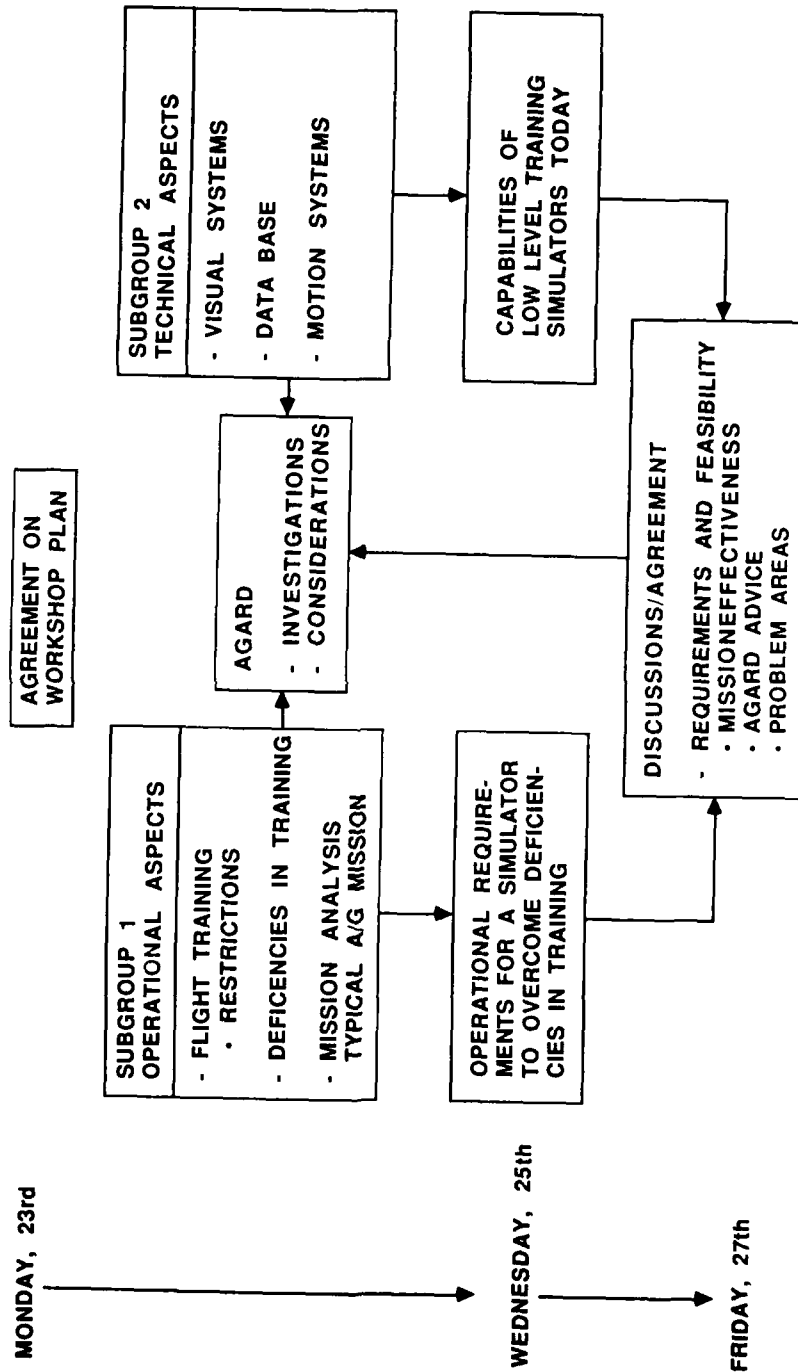 AGREEMENT ON
WORKSHOP PLAN
MONDAY, 23rd
SUBGROUP 1
OPERATIONAL ASPECTS
- FLIGHT TRAINING
• RESTRICTIONS
- DEFICENCIES IN TRAINING
- MISSION ANALYSIS
TYPICAL A/G MISSION
AGARD
- INVESTIGATIONS
- CONSIDERATIONS
SUBGROUP 2
TECHNICAL ASPECTS
- VISUAL SYSTEMS
- DATA BASE
- MOTION SYSTEMS
WEDNESDAY, 25th
OPERATIONAL REQUIRE-
MENTS FOR A SIMULATOR
TO OVERCOME DEFICIEN-
CIES IN TRAINING
CAPABILITIES OF
LOW LEVEL TRAINING
SIMULATORS TODAY
FRIDAY, 27th
DISCUSSIONS/AGREEMENT
- REQUIREMENTS AND FEASIBILITY
• MISSIONEFFECTIVENESS
• AGARD ADVICE
• PROBLEM AREAS